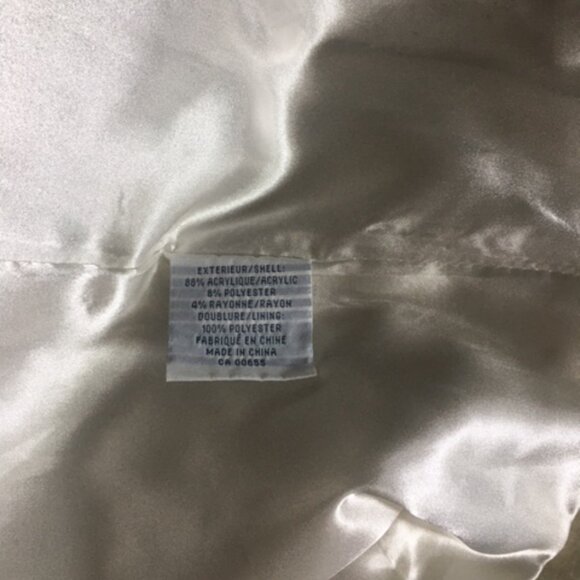 EXTERIEUR/SHELL:
88% ACRYLIQUE/ACRYLIC
8% POLYESTER
4% RAYONNE/RAYON
DOUBLURE/LINING:
100% POLYESTER
FABRIQUÉ EN CHINE
MADE IN CHINA
CA 00655